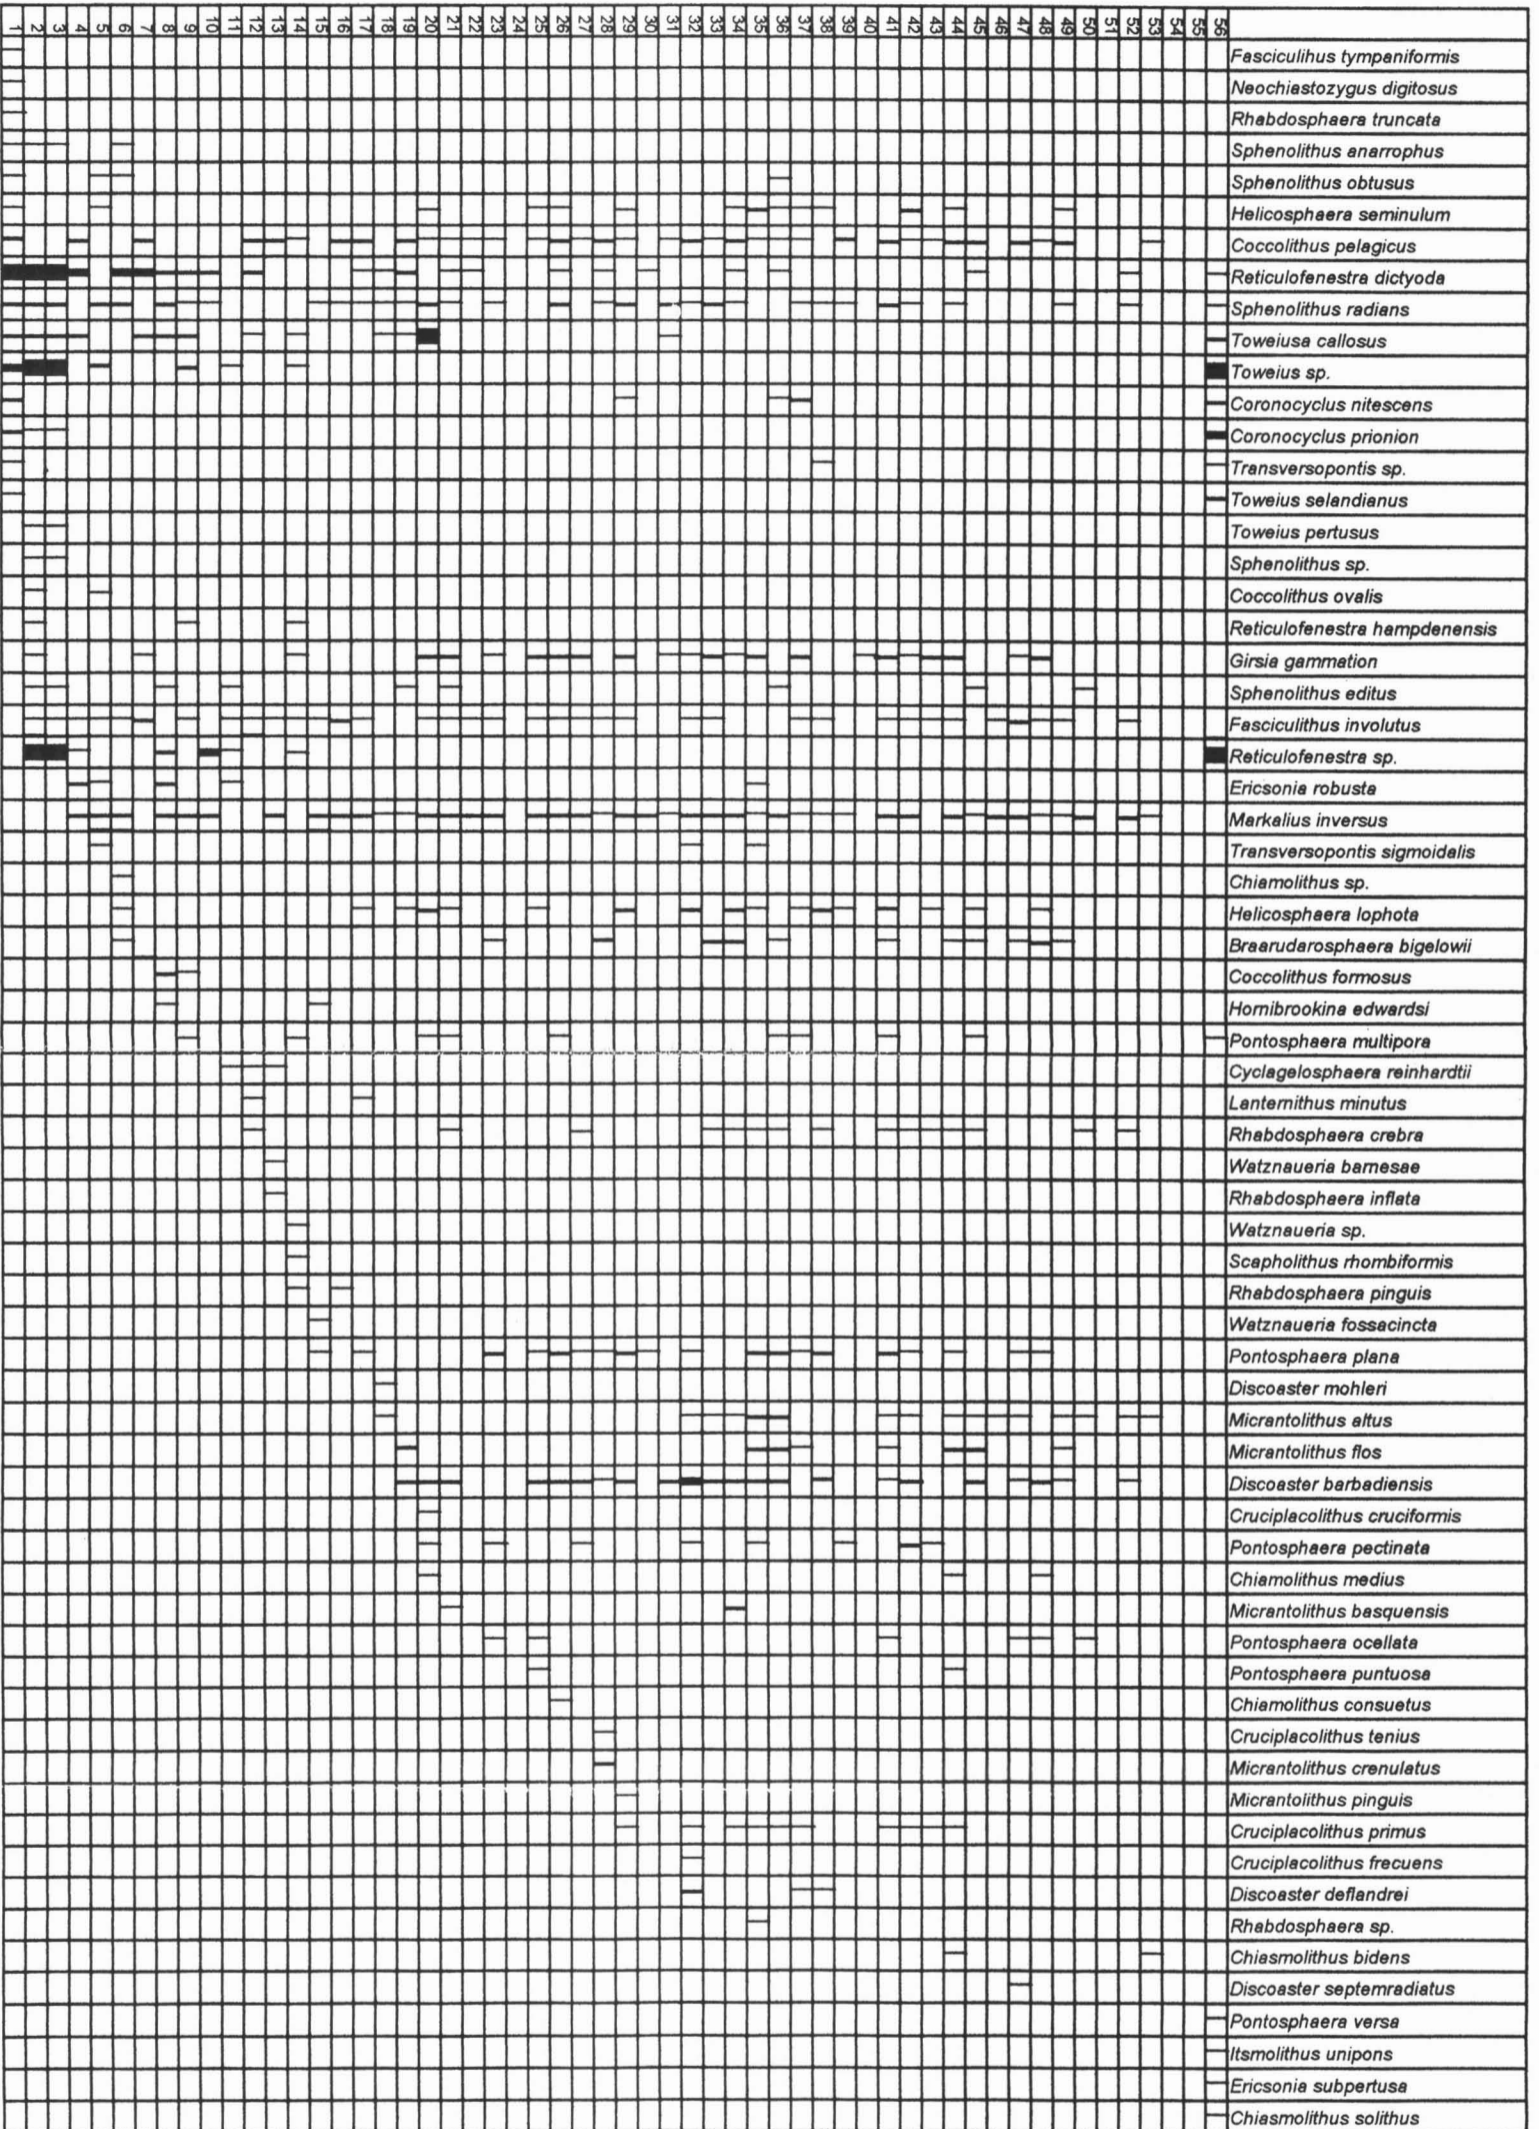 1 2 3 4 5 6 7 8 9 10 11 12 13 14 15 16 17 18 19 20 21 22 23 24 25 26 27 28 29 30 31 32 33 34 35 36 37 38 39 40 41 42 43 44 45 46 47 48 49 50 51 52 53 54 55 56
Fasciculihus tympaniformis
Neochiastozygus digitosus
Rhabdosphaera truncata
Sphenolithus anarrophus
Sphenolithus obtusus
Helicosphaera seminulum
Coccolithus pelagicus
Reticulofenestra dictyoda
Sphenolithus radians
Toweiusa callosus
Toweius sp.
Coronocyclus nitescens
Coronocyclus prionion
Transversopontis sp.
Toweius selandianus
Toweius pertusus
Sphenolithus sp.
Coccolithus ovalis
Reticulofenestra hampdenensis
Girsia gammation
Sphenolithus editus
Fasciculithus involutus
Reticulofenestra sp.
Ericsonia robusta
Markalius inversus
Transversopontis sigmoidalis
Chiamolithus sp.
Helicosphaera lophota
Braarudarosphaera bigelowii
Coccolithus formosus
Hornibrookina edwardsi
Pontosphaera multipora
Cyclagelosphaera reinhardtii
Lanternithus minutus
Rhabdosphaera crebra
Watznaueria barnesae
Rhabdosphaera inflata
Watznaueria sp.
Scapholithus rhombiformis
Rhabdosphaera pinguis
Watznaueria fossacincta
Pontosphaera plana
Discoaster mohleri
Micrantolithus altus
Micrantolithus flos
Discoaster barbadiensis
Cruciplacolithus cruciformis
Pontosphaera pectinata
Chiamolithus medius
Micrantolithus basquensis
Pontosphaera ocellata
Pontosphaera puntuosa
Chiamolithus consuetus
Cruciplacolithus tenius
Micrantolithus crenulatus
Micrantolithus pinguis
Cruciplacolithus primus
Cruciplacolithus frecuens
Discoaster deflandrei
Rhabdosphaera sp.
Chiasmolithus bidens
Discoaster septemradiatus
Pontosphaera versa
Itsmolithus unipons
Ericsonia subpertusa
Chiasmolithus solithus